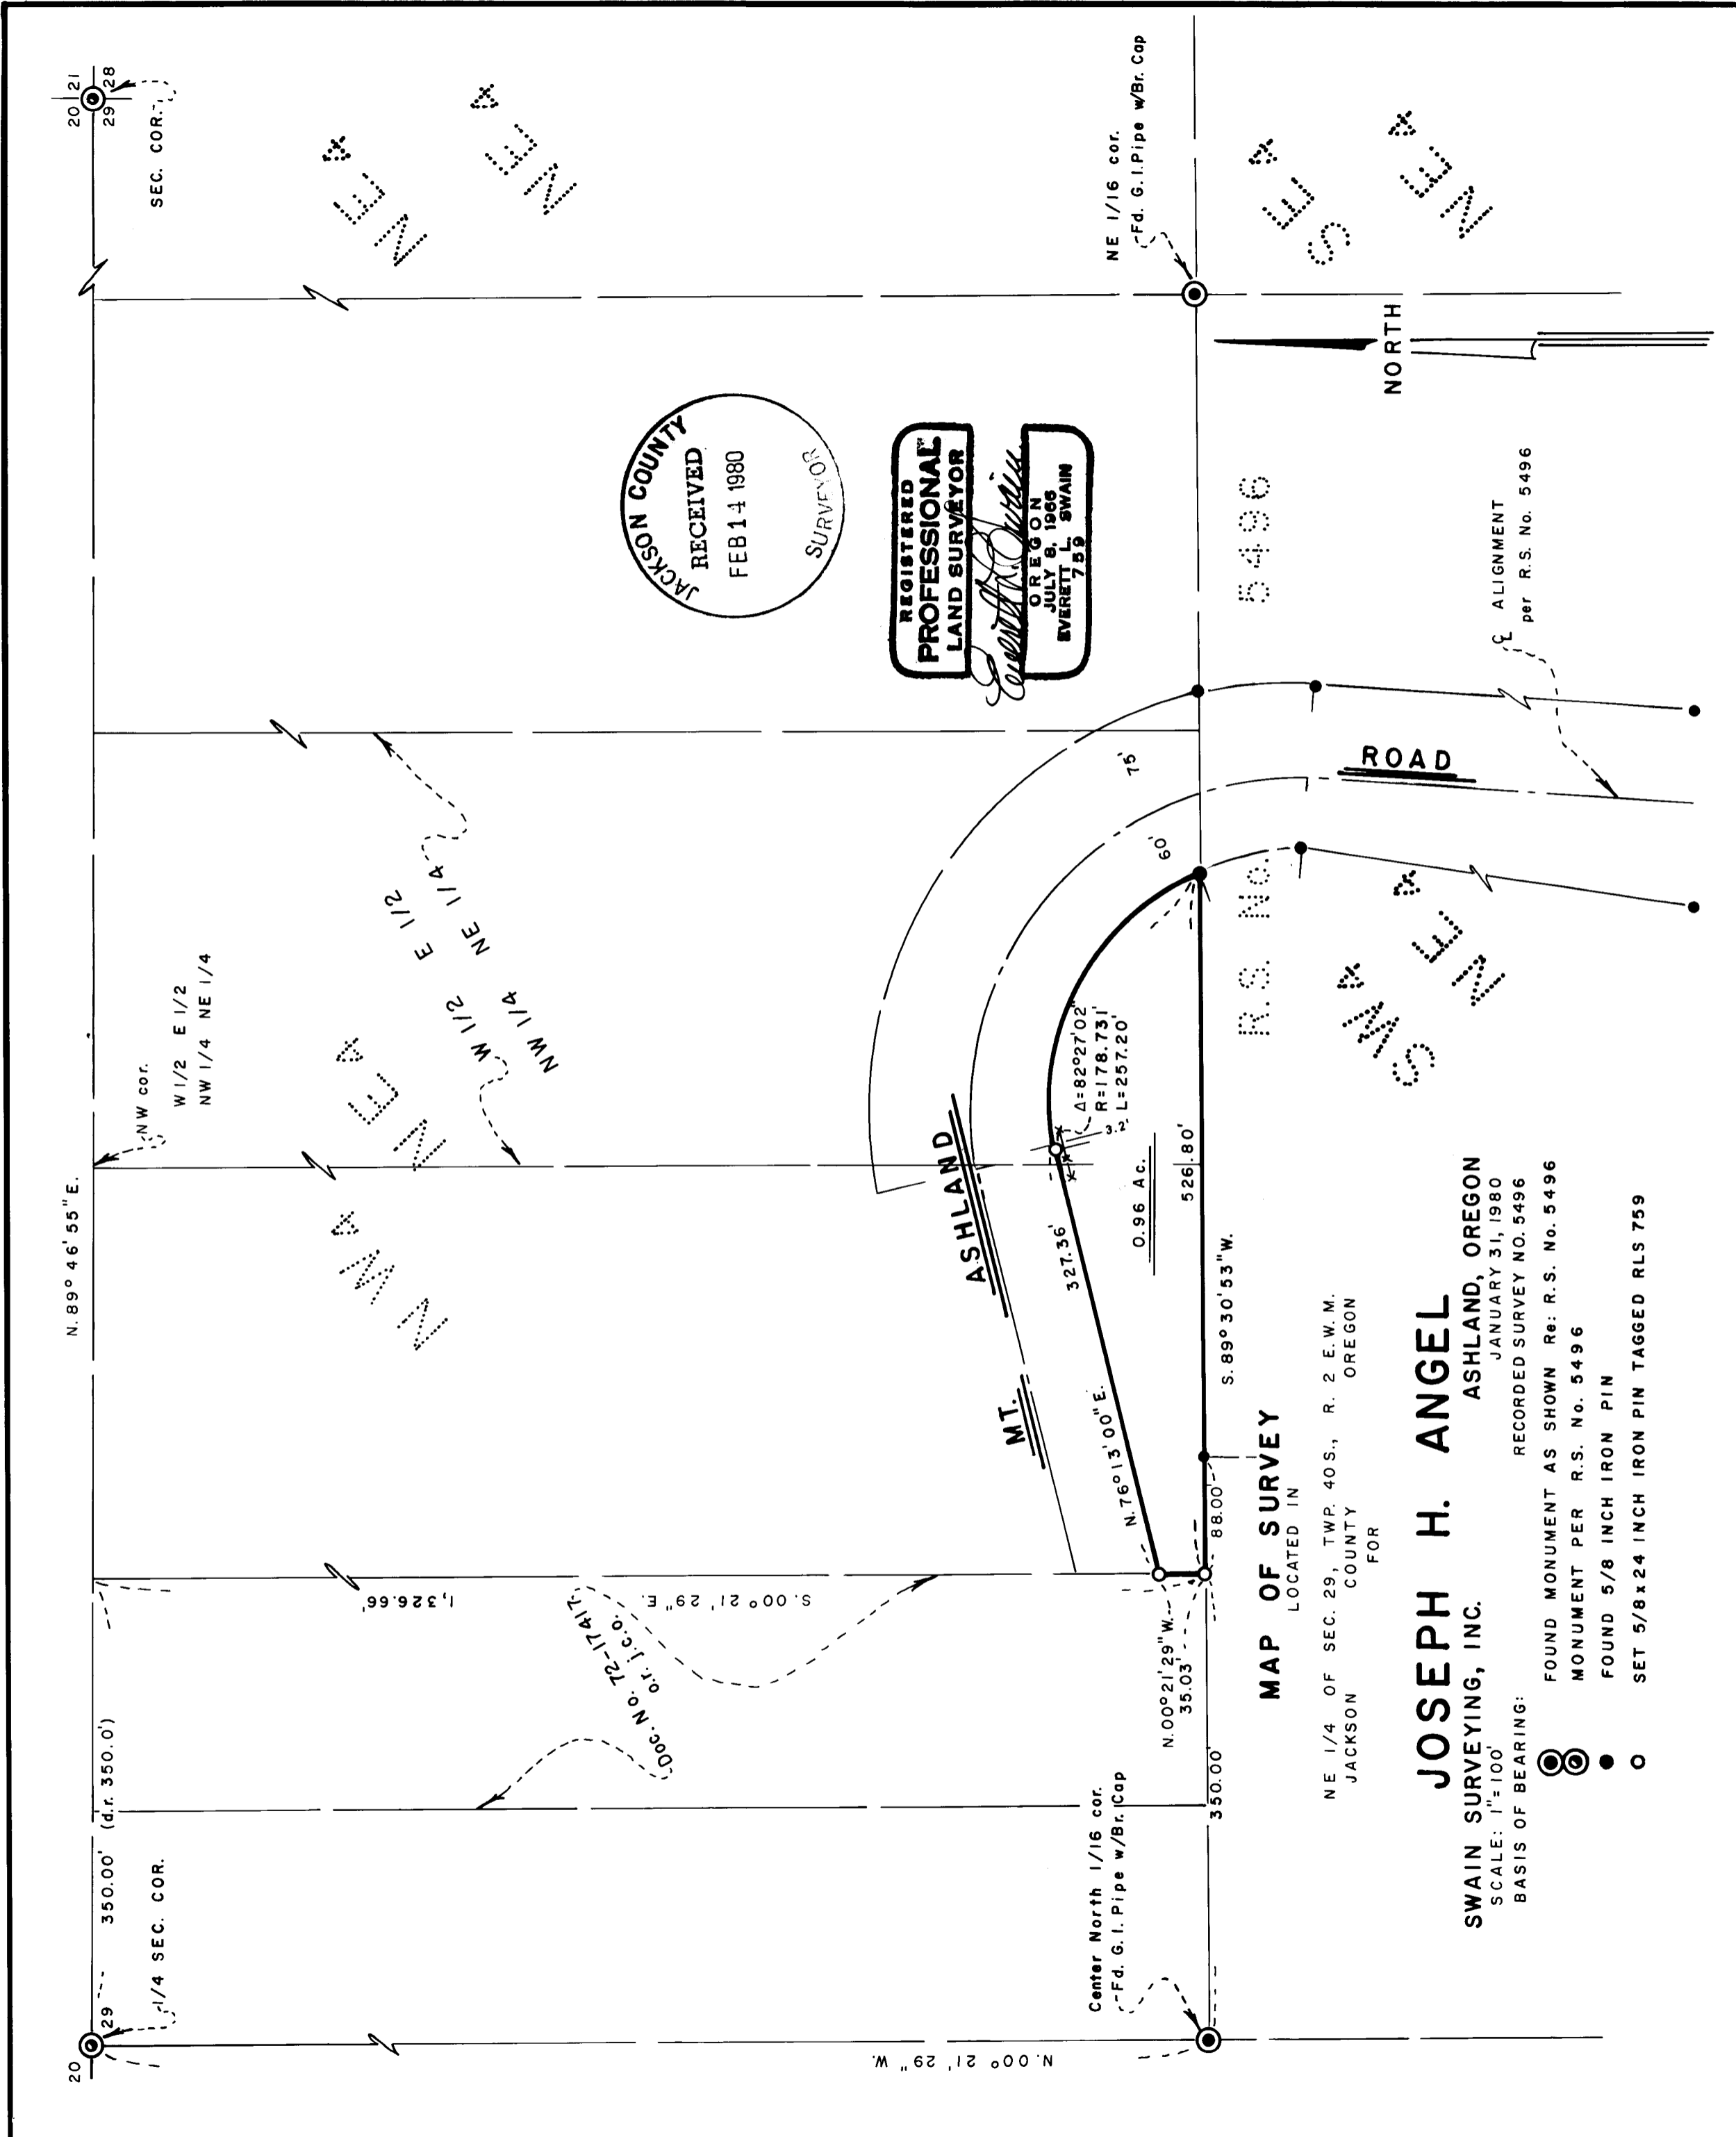 20
29
1/4 SEC. COR.
350.00' (d.r. 350.0')
N. 89° 46' 55" E.
NW cor.
W 1/2 E 1/2
NW 1/4 NE 1/4
20 21
29 28
SEC. COR.
NW 4 NE 4
NE 4 NE 4
W 1/2 E 1/2
NW 1/4 NE 1/4
1,326.66'
S. 00° 21' 29" E.
Doc. No. 72-17417
o.r. j.c.o.
N. 00° 21' 29" W.
JACKSON COUNTY
RECEIVED
FEB 14 1980
SURVEYOR
REGISTERED
PROFESSIONAL
LAND SURVEYOR
OREGON
JULY 8, 1966
EVERETT L. SWAIN
759
MT. ASHLAND ROAD
75'
60'
Δ=82°27'02"
R=178.731'
L=257.20'
3.2'
327.36'
N. 76° 13' 00" E.
0.96 Ac.
526.80'
S. 89° 30' 53" W.
88.00'
N. 00° 21' 29" W.
35.03'
350.00'
Center North 1/16 cor.
Fd. G.I. Pipe w/Br. Cap
NE 1/16 cor.
Fd. G.I. Pipe w/Br. Cap
R.S. No. 5496
SW 4 NE 4
SE 4 NE 4
NORTH
℄ ALIGNMENT
per R.S. No. 5496
MAP OF SURVEY
LOCATED IN
NE 1/4 OF SEC. 29, TWP. 40S., R. 2 E. W. M.
JACKSON COUNTY OREGON
FOR
JOSEPH H. ANGEL
SWAIN SURVEYING, INC. ASHLAND, OREGON
SCALE: 1"=100' JANUARY 31, 1980
BASIS OF BEARING: RECORDED SURVEY NO. 5496
FOUND MONUMENT AS SHOWN Re: R.S. No. 5496
MONUMENT PER R.S. No. 5496
FOUND 5/8 INCH IRON PIN
SET 5/8 x 24 INCH IRON PIN TAGGED RLS 759